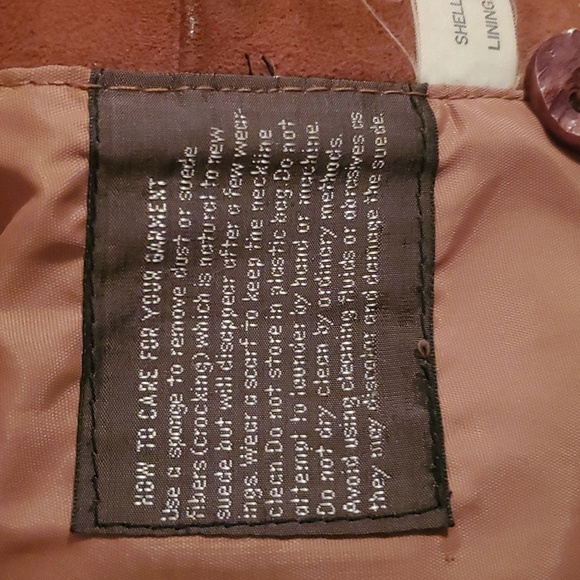 HOW TO CARE FOR YOUR GARMENT
Use a sponge to remove dust or suede
fibers (crocking) which is natural to new
suede but will disappear after a few wear-
ings. Wear a scarf to keep the neckline
clean. Do not store in plastic bag. Do not
attempt to launder by hand or machine.
Do not dry clean by ordinary methods.
Avoid using cleaning fluids or abrasives as
they may discolor and damage the suede.
SHELL
LINING